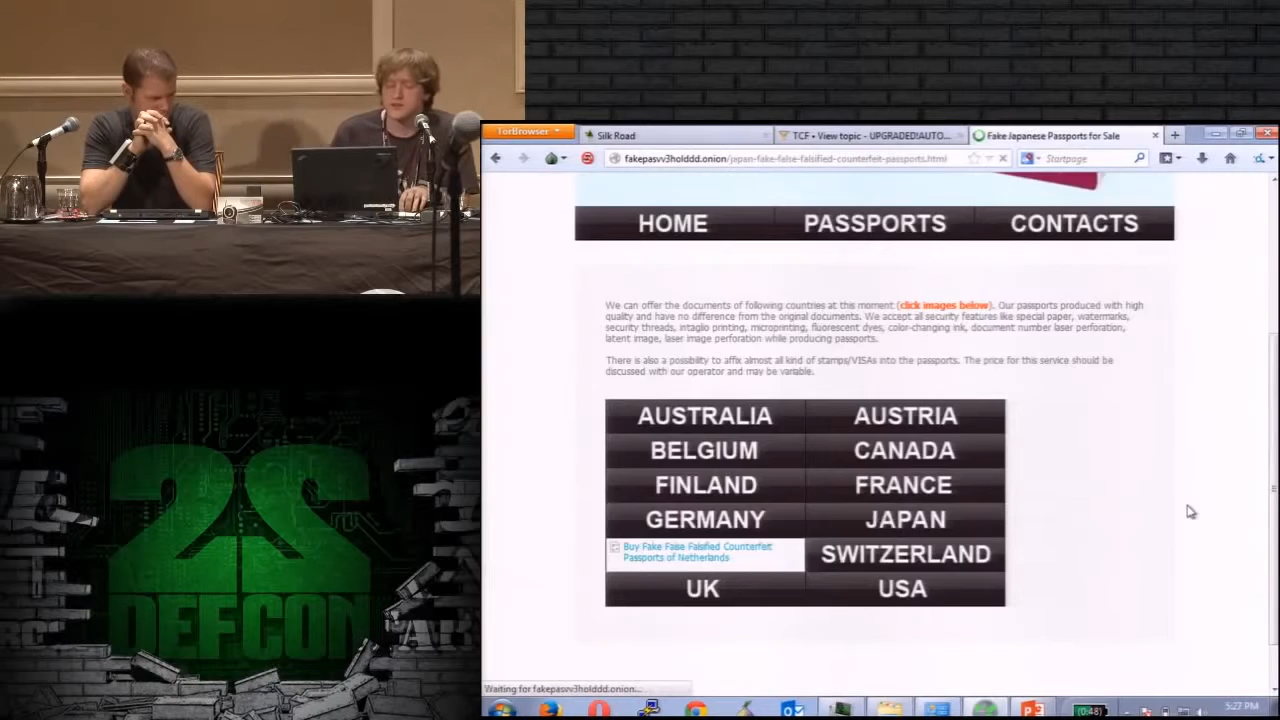 TorBrowser
Silk Road
TCF • View topic - UPGRADED!AUTO...
Fake Japanese Passports for Sale
fakepasvv3holddd.onion/japan-fake-false-falsified-counterfeit-passports.html
Startpage
HOME
PASSPORTS
CONTACTS
We can offer the documents of following countries at this moment (click images below). Our passports produced with high
quality and have no difference from the original documents. We accept all security features like special paper, watermarks,
security threads, intaglio printing, microprinting, fluorescent dyes, color-changing ink, document number laser perforation,
latent image, laser image perforation while producing passports.
There is also a possibility to affix almost all kind of stamps/VISAs into the passports. The price for this service should be
discussed with our operator and may be variable.
AUSTRALIA
AUSTRIA
BELGIUM
CANADA
FINLAND
FRANCE
GERMANY
JAPAN
Buy Fake False Falsified Counterfeit
Passports of Netherlands
SWITZERLAND
UK
USA
Waiting for fakepasvv3holddd.onion...
(0:48)
5:27 PM
22
DEFCON